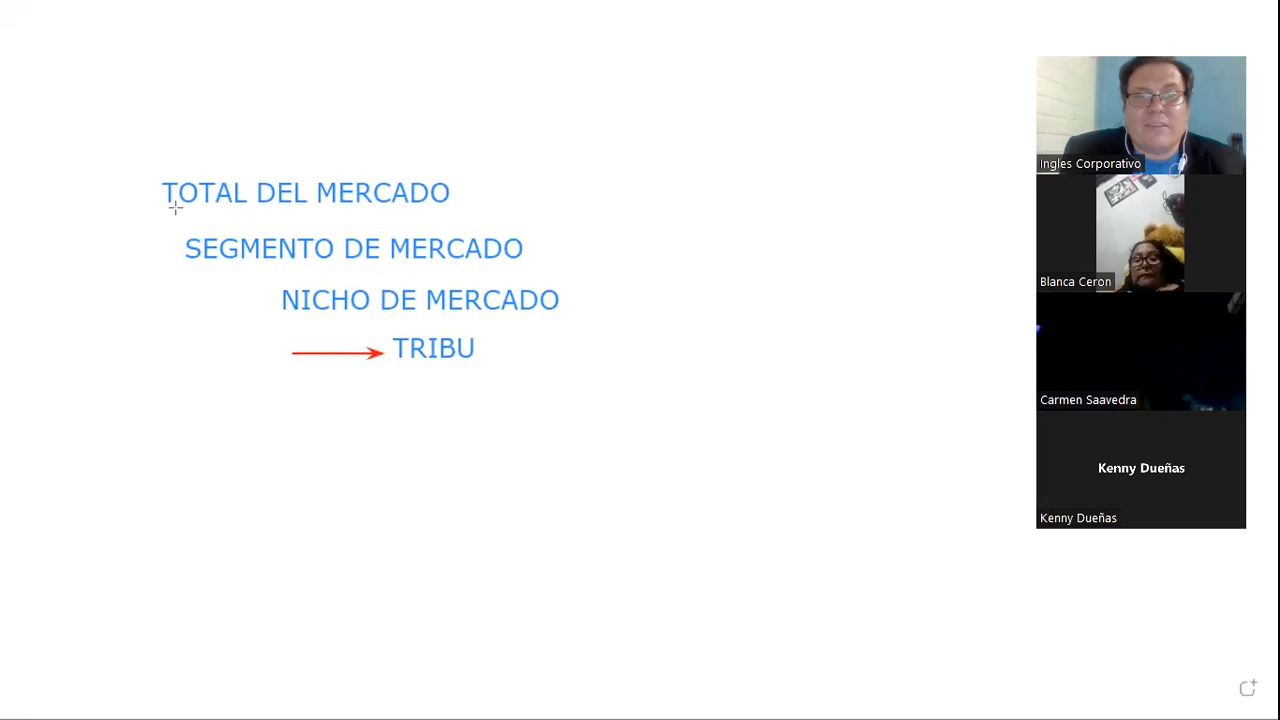 TOTAL DEL MERCADO
SEGMENTO DE MERCADO
NICHO DE MERCADO
TRIBU
Ingles Corporativo
Blanca Ceron
Carmen Saavedra
Kenny Dueñas
Kenny Dueñas